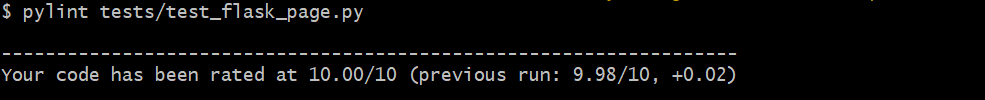 $ pylint tests/test_flask_page.py
-------------------------------------------------------------------
Your code has been rated at 10.00/10 (previous run: 9.98/10, +0.02)